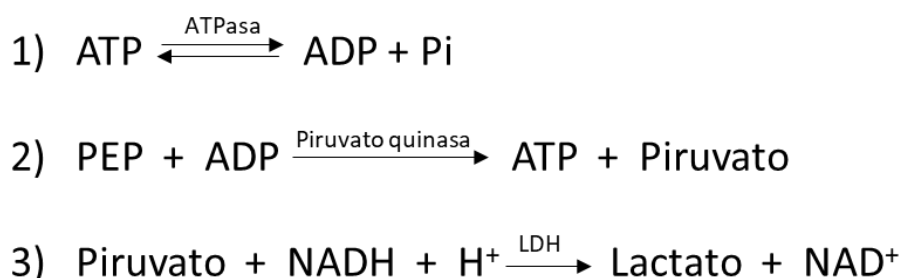 1) ATP ATPasa ADP + Pi
2) PEP + ADP Piruvato quinasa ATP + Piruvato
3) Piruvato + NADH + H⁺ LDH Lactato + NAD⁺